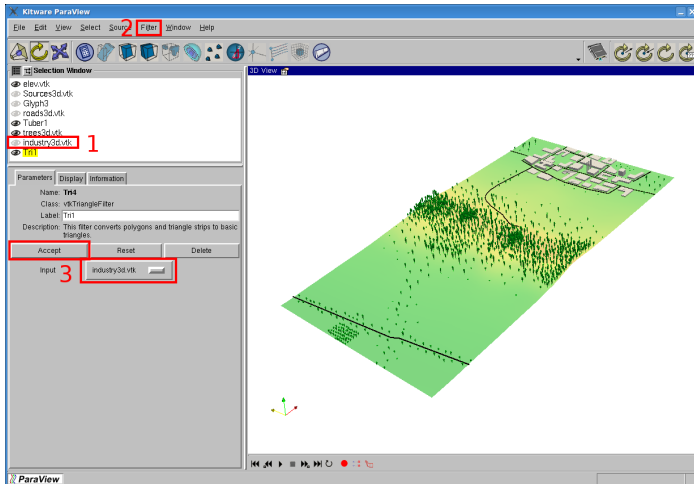 Kitware ParaView
File Edit View Select Source Filter Window Help
2
Selection Window
3D View
elev.vtk
Sources3d.vtk
Glyph3
roads3d.vtk
Tuber1
trees3d.vtk
industry3d.vtk
1
Tri1
Parameters Display Information
Name: Tri4
Class: vtkTriangleFilter
Label: Tri1
Description: This filter converts polygons and triangle strips to basic
triangles.
Accept Reset Delete
Input industry3d.vtk
3
ParaView